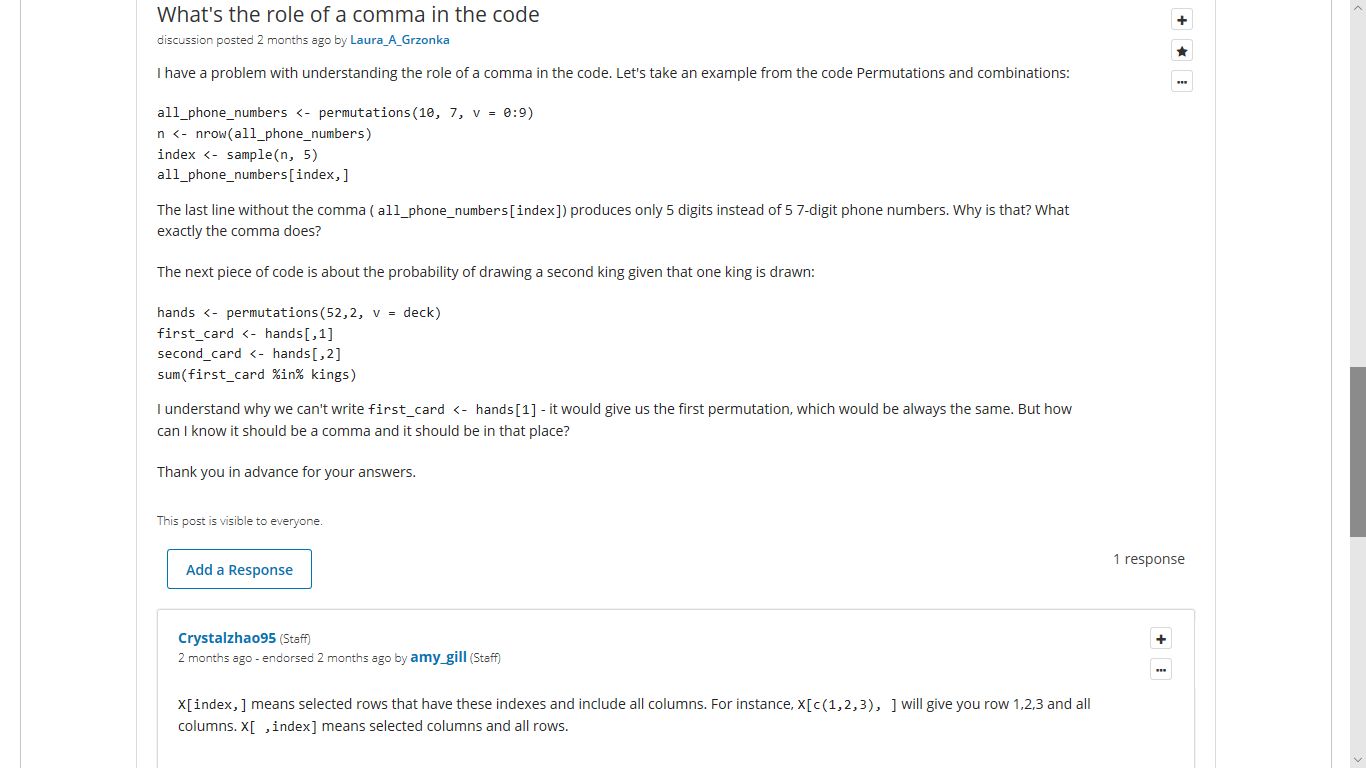 What's the role of a comma in the code
discussion posted 2 months ago by Laura_A_Grzonka
I have a problem with understanding the role of a comma in the code. Let's take an example from the code Permutations and combinations:
all_phone_numbers <- permutations(10, 7, v = 0:9)
n <- nrow(all_phone_numbers)
index <- sample(n, 5)
all_phone_numbers[index,]
The last line without the comma ( all_phone_numbers[index]) produces only 5 digits instead of 5 7-digit phone numbers. Why is that? What
exactly the comma does?
The next piece of code is about the probability of drawing a second king given that one king is drawn:
hands <- permutations(52,2, v = deck)
first_card <- hands[,1]
second_card <- hands[,2]
sum(first_card %in% kings)
I understand why we can't write first_card <- hands[1] - it would give us the first permutation, which would be always the same. But how
can I know it should be a comma and it should be in that place?
Thank you in advance for your answers.
This post is visible to everyone.
Add a Response
1 response
Crystalzhao95 (Staff)
2 months ago - endorsed 2 months ago by amy_gill (Staff)
X[index,] means selected rows that have these indexes and include all columns. For instance, X[c(1,2,3), ] will give you row 1,2,3 and all
columns. X[ ,index] means selected columns and all rows.